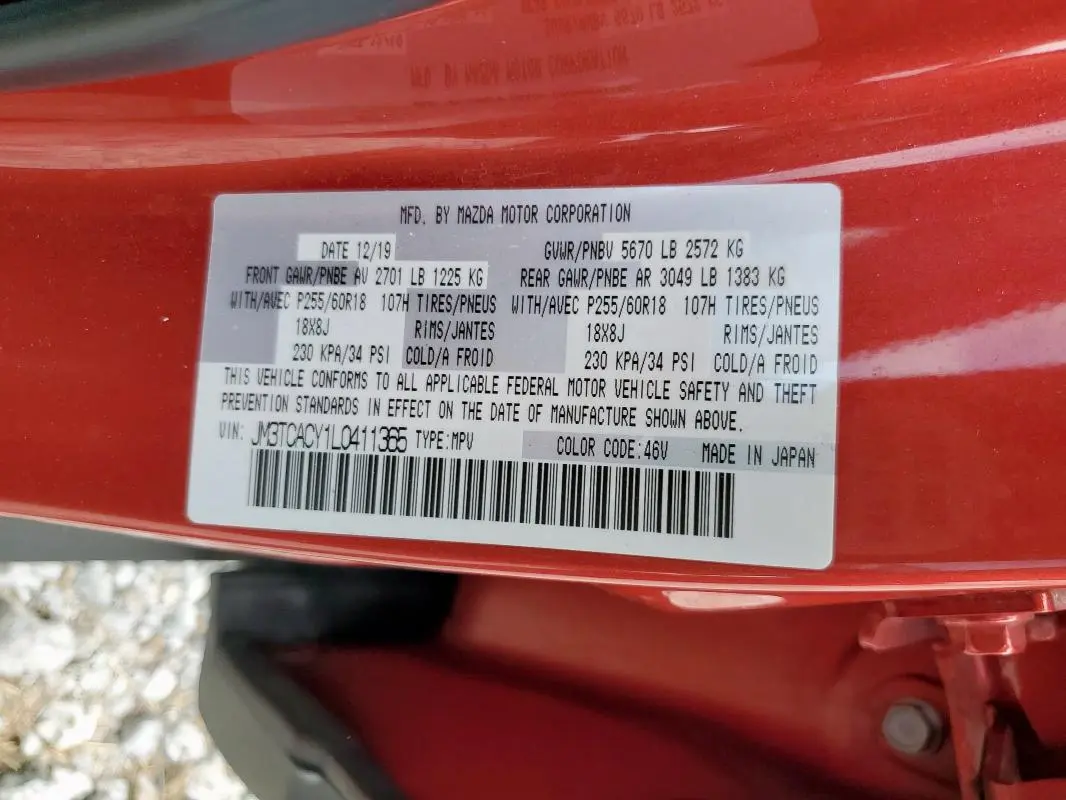 MFD. BY MAZDA MOTOR CORPORATION
DATE 12/19 GVWR/PNBV 5670 LB 2572 KG
FRONT GAWR/PNBE AV 2701 LB 1225 KG REAR GAWR/PNBE AR 3049 LB 1383 KG
WITH/AVEC P255/60R18 107H TIRES/PNEUS WITH/AVEC P255/60R18 107H TIRES/PNEUS
18X8J RIMS/JANTES 18X8J RIMS/JANTES
230 KPA/34 PSI COLD/A FROID 230 KPA/34 PSI COLD/A FROID
THIS VEHICLE CONFORMS TO ALL APPLICABLE FEDERAL MOTOR VEHICLE SAFETY AND THEFT
PREVENTION STANDARDS IN EFFECT ON THE DATE OF MANUFACTURE SHOWN ABOVE.
VIN: JM3TCACY1L0411365 TYPE:MPV COLOR CODE:46V MADE IN JAPAN